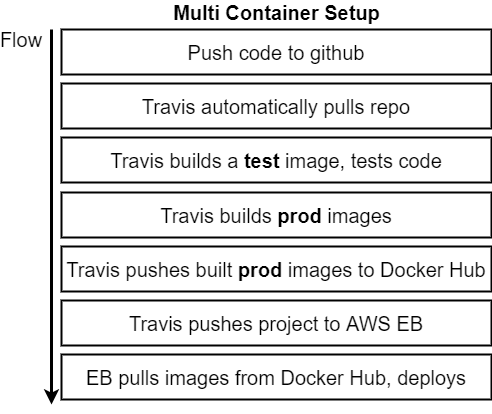 Multi Container Setup
Flow
Push code to github
Travis automatically pulls repo
Travis builds a test image, tests code
Travis builds prod images
Travis pushes built prod images to Docker Hub
Travis pushes project to AWS EB
EB pulls images from Docker Hub, deploys